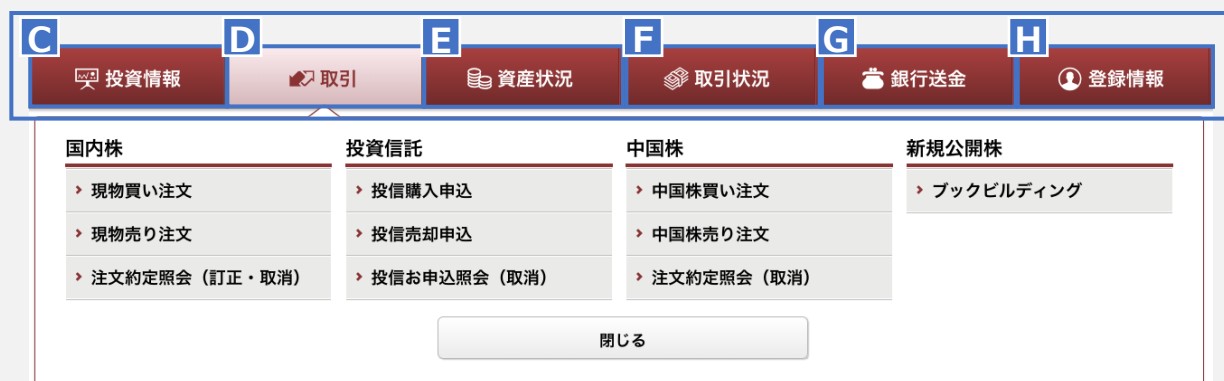 C D E F G H
投資情報 取引 資産状況 取引状況 銀行送金 登録情報
国内株 投資信託 中国株 新規公開株
現物買い注文 投信購入申込 中国株買い注文 ブックビルディング
現物売り注文 投信売却申込 中国株売り注文
注文約定照会（訂正・取消） 投信お申込照会（取消） 注文約定照会（取消）
閉じる